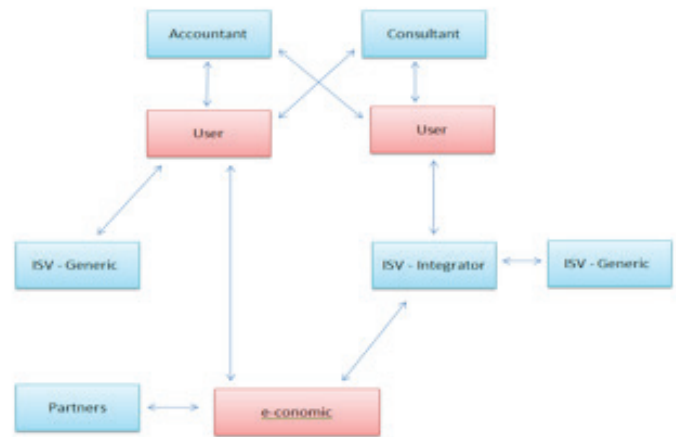 Accountant
Consultant
User
User
ISV - Generic
ISV - Integrator
ISV - Generic
Partners
e-conomic